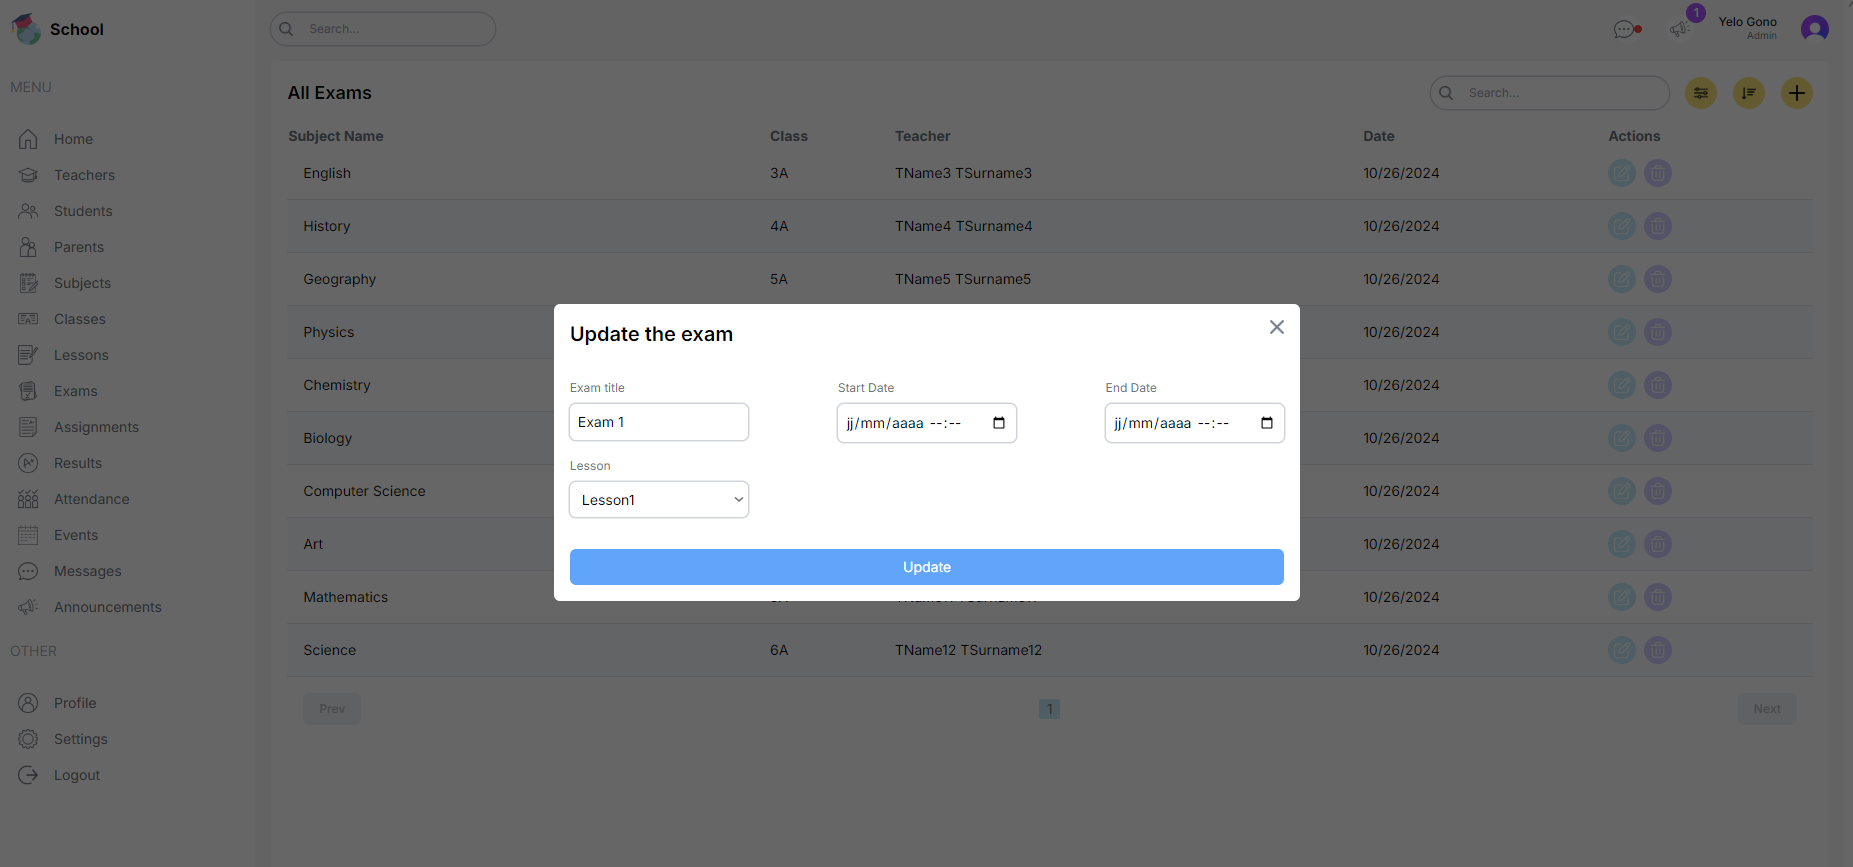 School
Search...
1
Yelo Gono
Admin
MENU
Home
Teachers
Students
Parents
Subjects
Classes
Lessons
Exams
Assignments
Results
Attendance
Events
Messages
Announcements
OTHER
Profile
Settings
Logout
All Exams
Search...
Subject Name Class Teacher Date Actions
English 3A TName3 TSurname3 10/26/2024
History 4A TName4 TSurname4 10/26/2024
Geography 5A TName5 TSurname5 10/26/2024
Physics 10/26/2024
Chemistry 10/26/2024
Biology 10/26/2024
Computer Science 10/26/2024
Art 10/26/2024
Mathematics 10/26/2024
Science 6A TName12 TSurname12 10/26/2024
Prev 1 Next
Update the exam
Exam title Start Date End Date
Exam 1 jj/mm/aaaa --:-- jj/mm/aaaa --:--
Lesson
Lesson1
Update